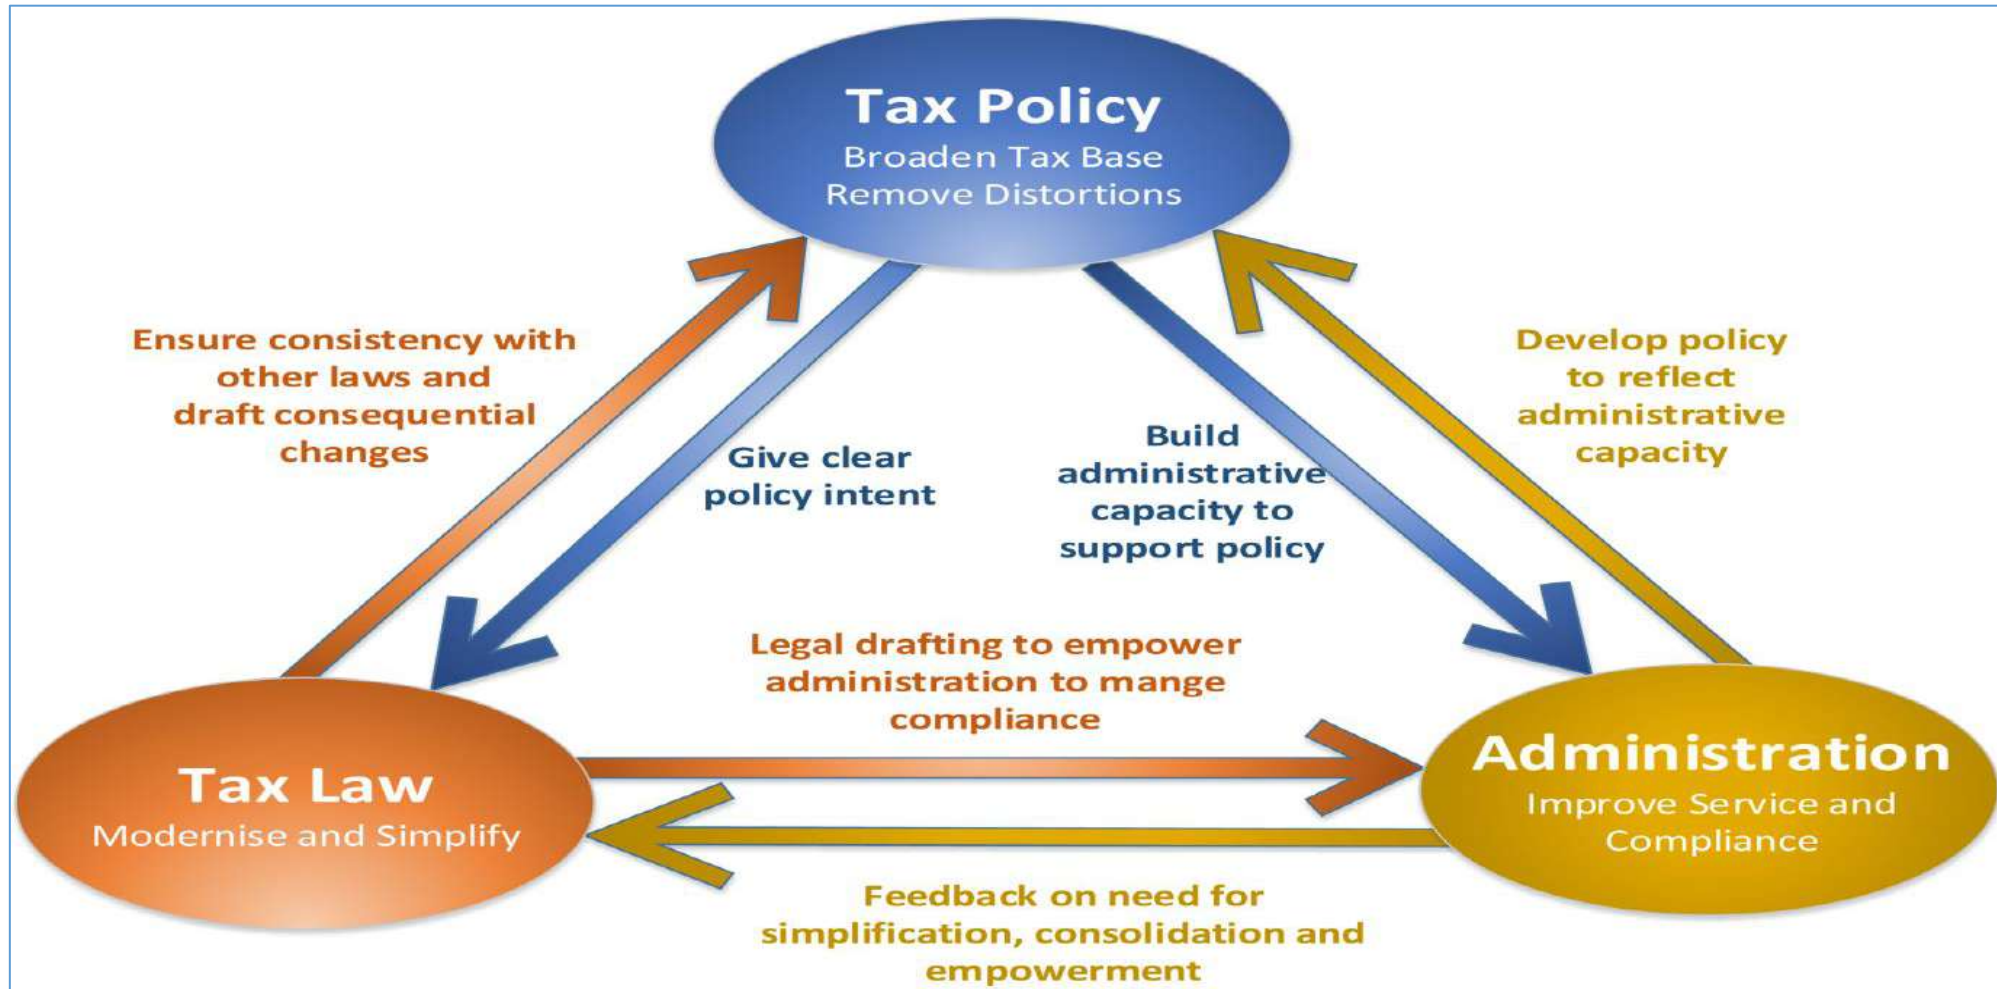 Tax Policy
Broaden Tax Base
Remove Distortions
Ensure consistency with
other laws and
draft consequential
changes
Give clear
policy intent
Build
administrative
capacity to
support policy
Develop policy
to reflect
administrative
capacity
Legal drafting to empower
administration to mange
compliance
Tax Law
Modernise and Simplify
Administration
Improve Service and
Compliance
Feedback on need for
simplification, consolidation and
empowerment